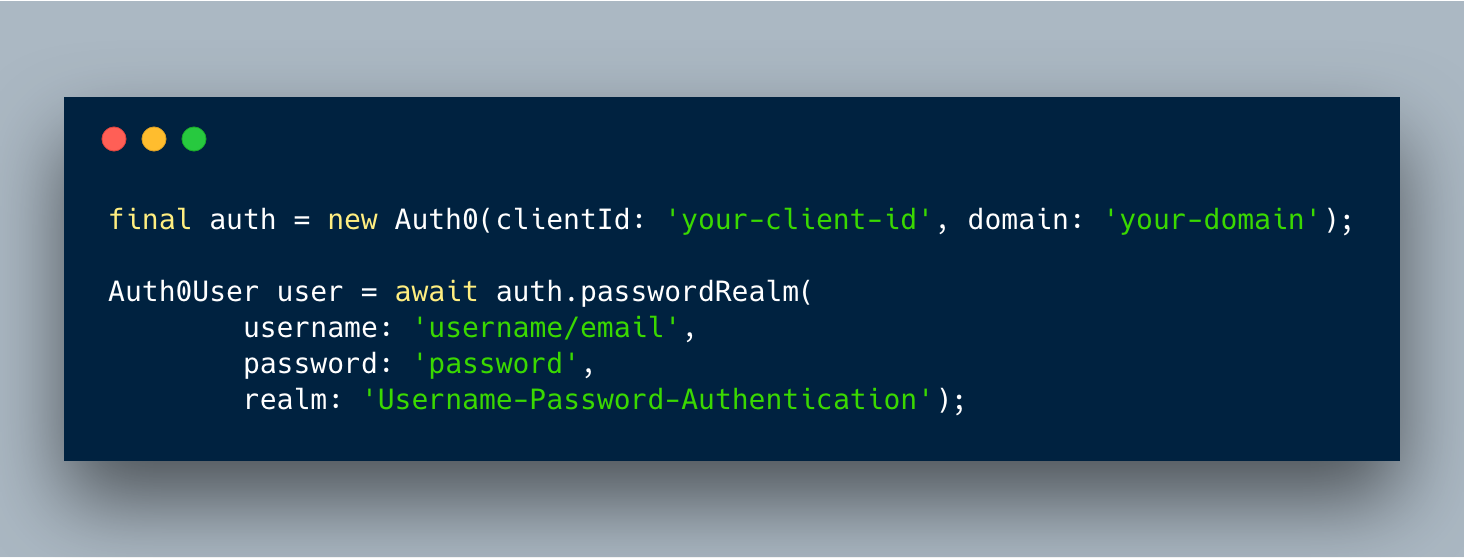 final auth = new Auth0(clientId: 'your-client-id', domain: 'your-domain');
Auth0User user = await auth.passwordRealm(
username: 'username/email',
password: 'password',
realm: 'Username-Password-Authentication');